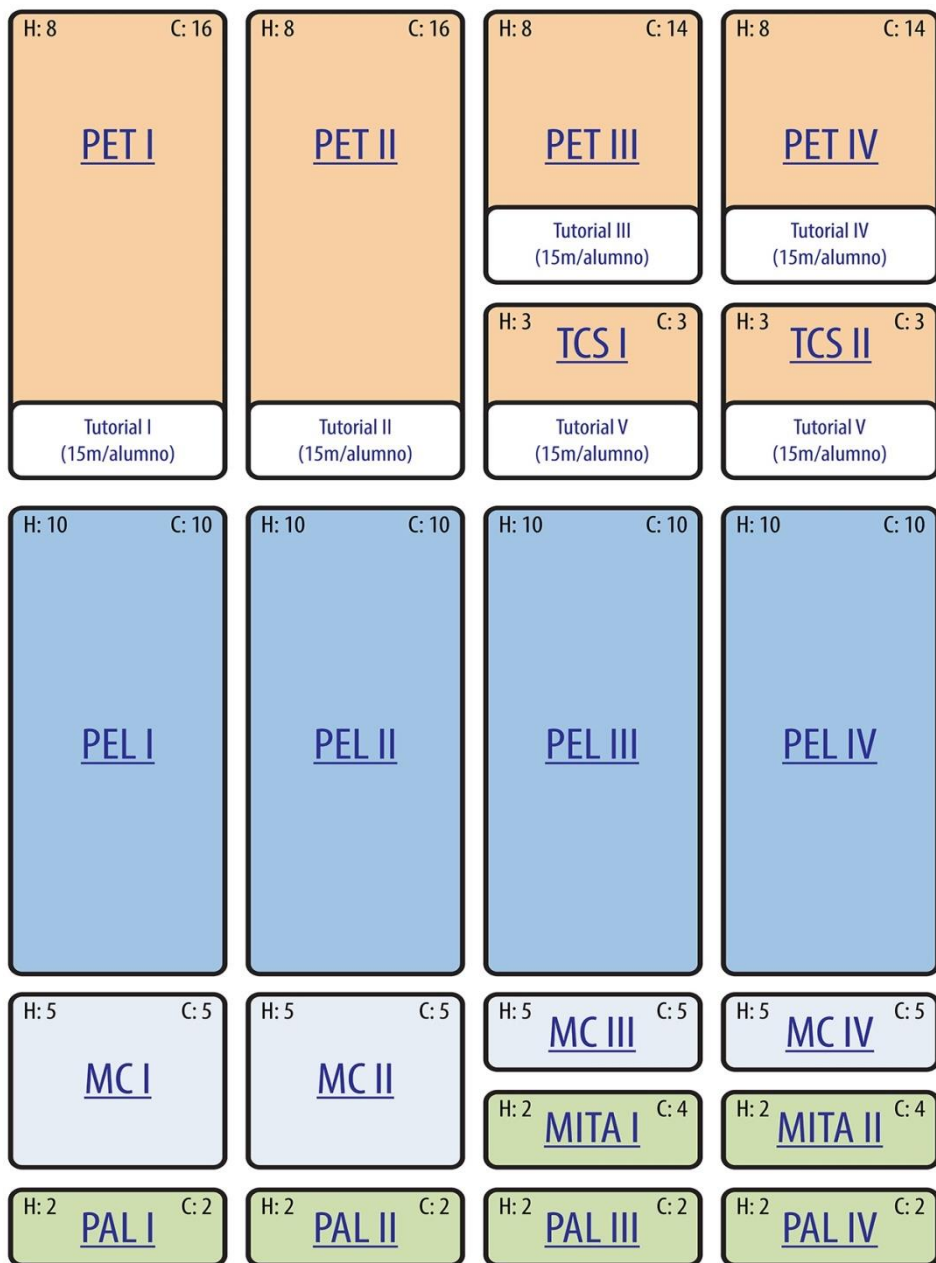 H: 8 C: 16 H: 8 C: 16 H: 8 C: 14 H: 8 C: 14
PET I PET II PET III PET IV
Tutorial III Tutorial IV
(15m/alumno) (15m/alumno)
H: 3 C: 3 H: 3 C: 3
TCS I TCS II
Tutorial I Tutorial II Tutorial V Tutorial V
(15m/alumno) (15m/alumno) (15m/alumno) (15m/alumno)
H: 10 C: 10 H: 10 C: 10 H: 10 C: 10 H: 10 C: 10
PEL I PEL II PEL III PEL IV
H: 5 C: 5 H: 5 C: 5 H: 5 C: 5 H: 5 C: 5
MC III MC IV
MC I MC II
H: 2 C: 4 H: 2 C: 4
MITA I MITA II
H: 2 C: 2 H: 2 C: 2 H: 2 C: 2 H: 2 C: 2
PAL I PAL II PAL III PAL IV